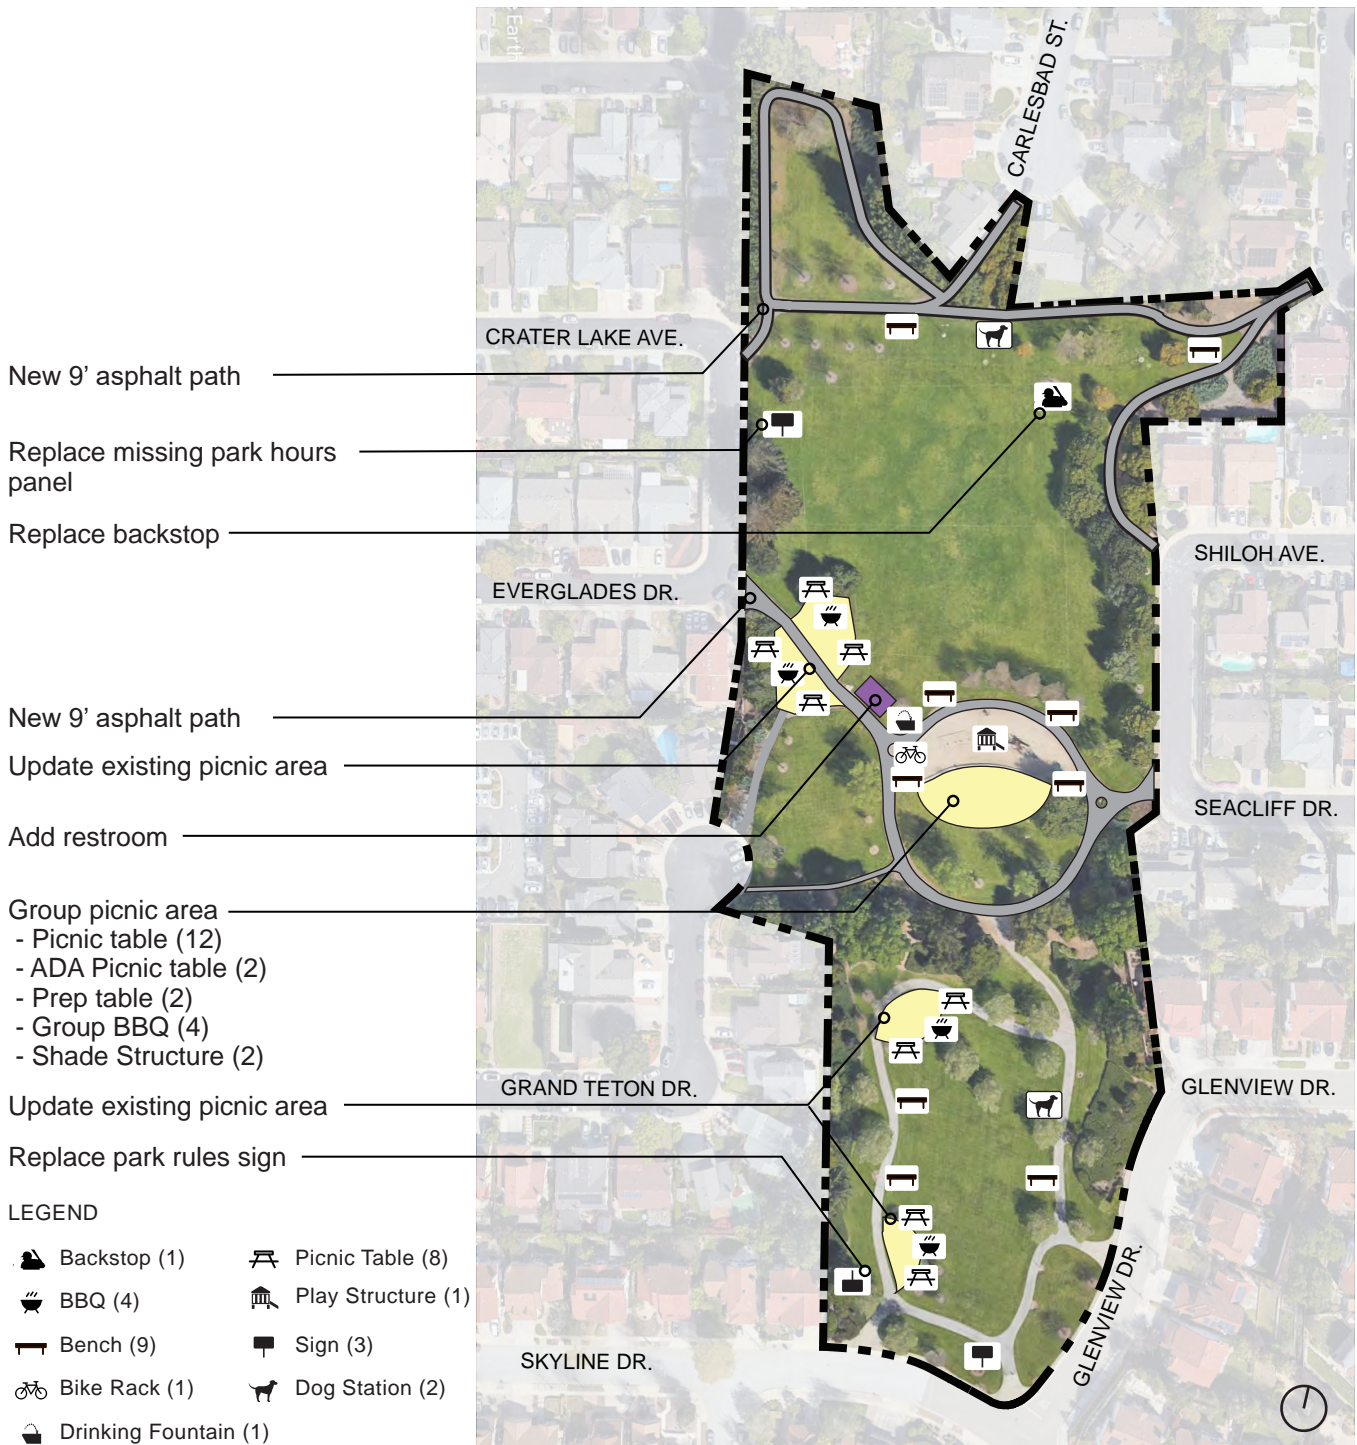 CARLESBAD ST.
CRATER LAKE AVE.
New 9’ asphalt path
Replace missing park hours
panel
Replace backstop
SHILOH AVE.
EVERGLADES DR.
New 9’ asphalt path
Update existing picnic area
SEACLIFF DR.
Add restroom
Group picnic area
- Picnic table (12)
- ADA Picnic table (2)
- Prep table (2)
- Group BBQ (4)
- Shade Structure (2)
GRAND TETON DR.
GLENVIEW DR.
Update existing picnic area
Replace park rules sign
GLENVIEW DR.
SKYLINE DR.
LEGEND
Backstop (1)
BBQ (4)
Bench (9)
Bike Rack (1)
Drinking Fountain (1)
Picnic Table (8)
Play Structure (1)
Sign (3)
Dog Station (2)